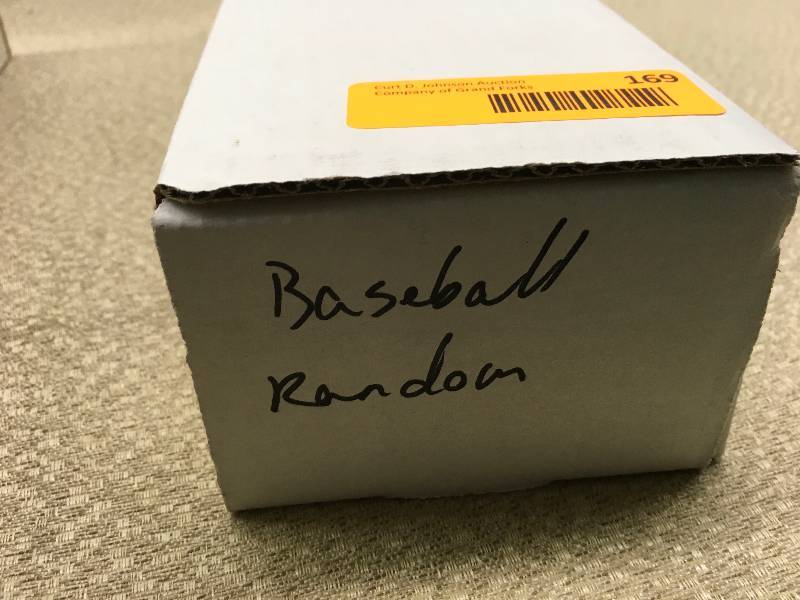 Curt D. Johnson Auction
Company of Grand Forks
169
Baseball
Random